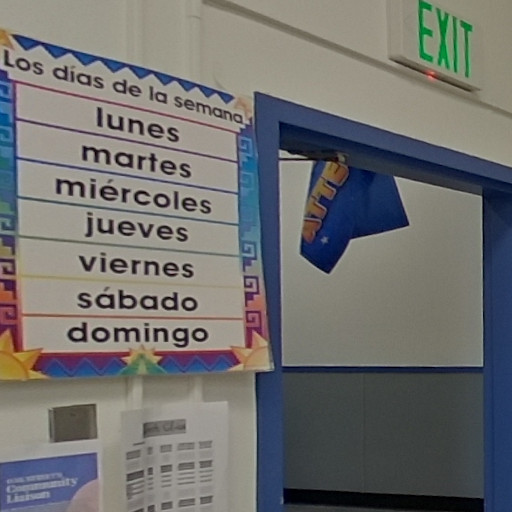 Los días de la semana
lunes
martes
miércoles
jueves
viernes
sábado
domingo
EXIT
Community
Liaison